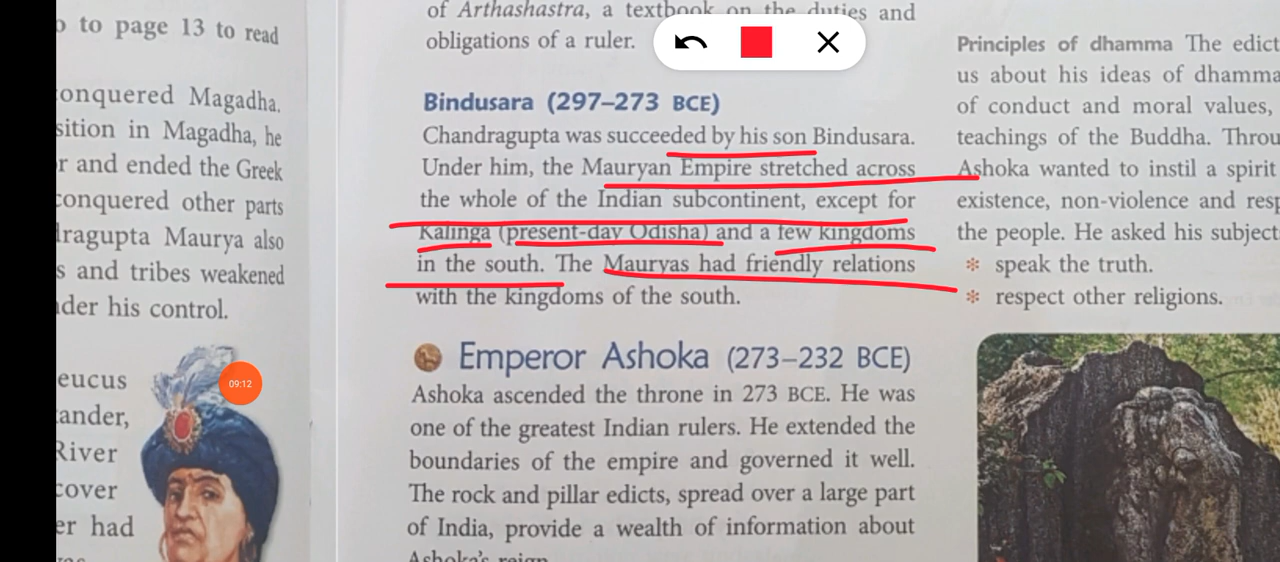 to page 13 to read
onquered Magadha.
sition in Magadha, he
r and ended the Greek
conquered other parts
dragupta Maurya also
s and tribes weakened
der his control.
eucus
ander,
River
cover
er had
09:12
of Arthashastra, a textbook on the duties and
obligations of a ruler.
Bindusara (297–273 BCE)
Chandragupta was succeeded by his son Bindusara.
Under him, the Mauryan Empire stretched across
the whole of the Indian subcontinent, except for
Kalinga (present-day Odisha) and a few kingdoms
in the south. The Mauryas had friendly relations
with the kingdoms of the south.
Emperor Ashoka (273–232 BCE)
Ashoka ascended the throne in 273 BCE. He was
one of the greatest Indian rulers. He extended the
boundaries of the empire and governed it well.
The rock and pillar edicts, spread over a large part
of India, provide a wealth of information about
Ashoka's reign
Principles of dhamma The edict
us about his ideas of dhamma
of conduct and moral values,
teachings of the Buddha. Throu
Ashoka wanted to instil a spirit
existence, non-violence and resp
the people. He asked his subject
* speak the truth.
* respect other religions.